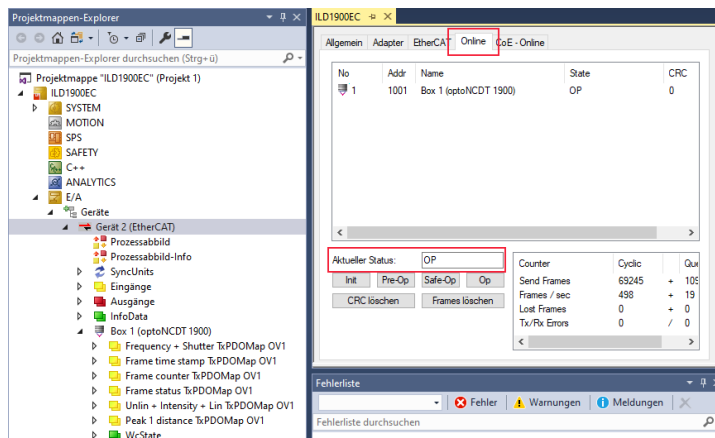 Projektmappen-Explorer
Projektmappen-Explorer durchsuchen (Strg+ü)
Projektmappe "ILD1900EC" (Projekt 1)
ILD1900EC
SYSTEM
MOTION
SPS
SAFETY
C++
ANALYTICS
E/A
Geräte
Gerät 2 (EtherCAT)
Prozessabbild
Prozessabbild-Info
SyncUnits
Eingänge
Ausgänge
InfoData
Box 1 (optoNCDT 1900)
Frequency + Shutter TxPDOMap OV1
Frame time stamp TxPDOMap OV1
Frame counter TxPDOMap OV1
Frame status TxPDOMap OV1
Unlin + Intensity + Lin TxPDOMap OV1
Peak 1 distance TxPDOMap OV1
WcState
ILD1900EC
Allgemein Adapter EtherCAT Online CoE - Online
No Addr Name State CRC
1 1001 Box 1 (optoNCDT 1900) OP 0
Aktueller Status: OP
Init Pre-Op Safe-Op Op
CRC löschen Frames löschen
Counter Cyclic Que
Send Frames 69245 + 109
Frames / sec 498 + 19
Lost Frames 0 + 0
Tx/Rx Errors 0 / 0
Fehlerliste
Fehler Warnungen Meldungen
Fehlerliste durchsuchen